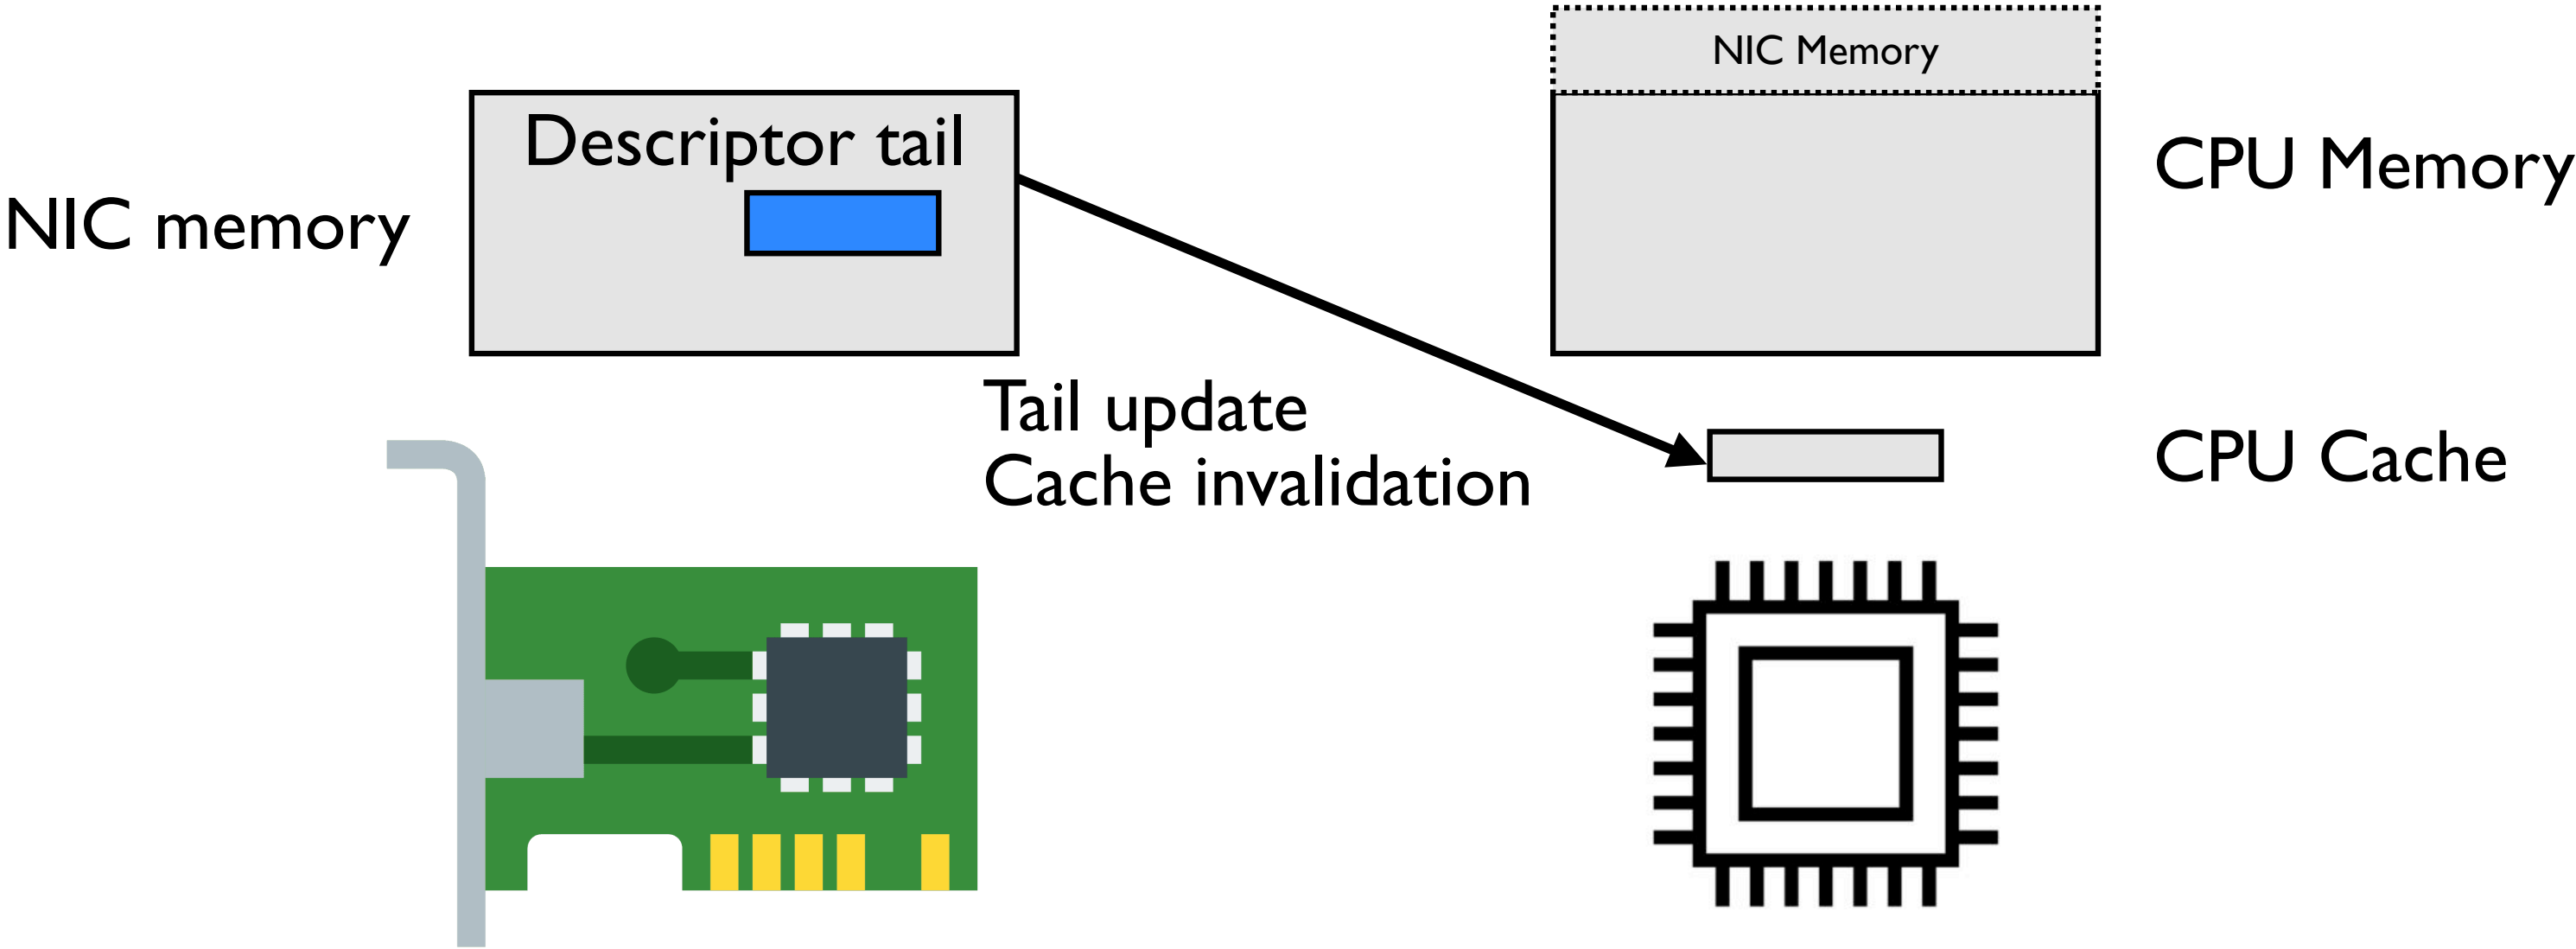 NIC Memory
Descriptor tail
CPU Memory
NIC memory
Tail update
Cache invalidation
CPU Cache